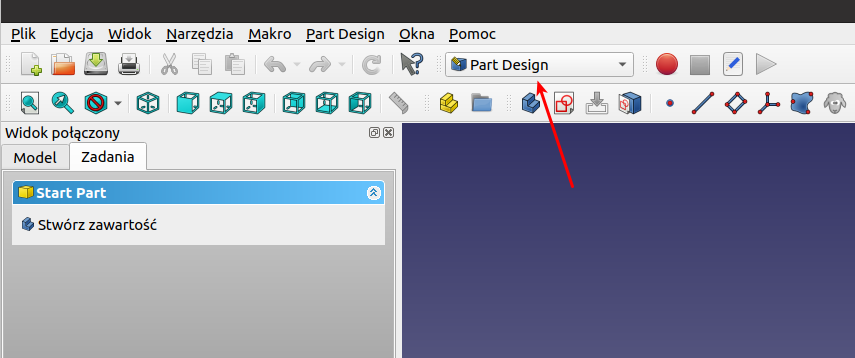 Plik Edycja Widok Narzędzia Makro Part Design Okna Pomoc
Part Design
Widok połączony
Model Zadania
Start Part
Stwórz zawartość